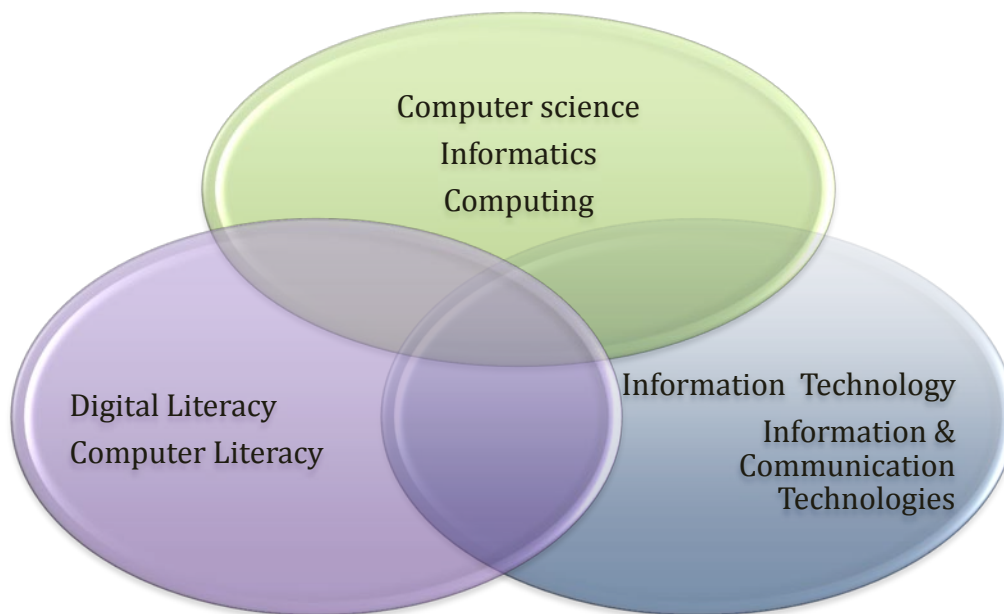 Computer science
Informatics
Computing
Digital Literacy
Computer Literacy
Information Technology
Information &
Communication
Technologies